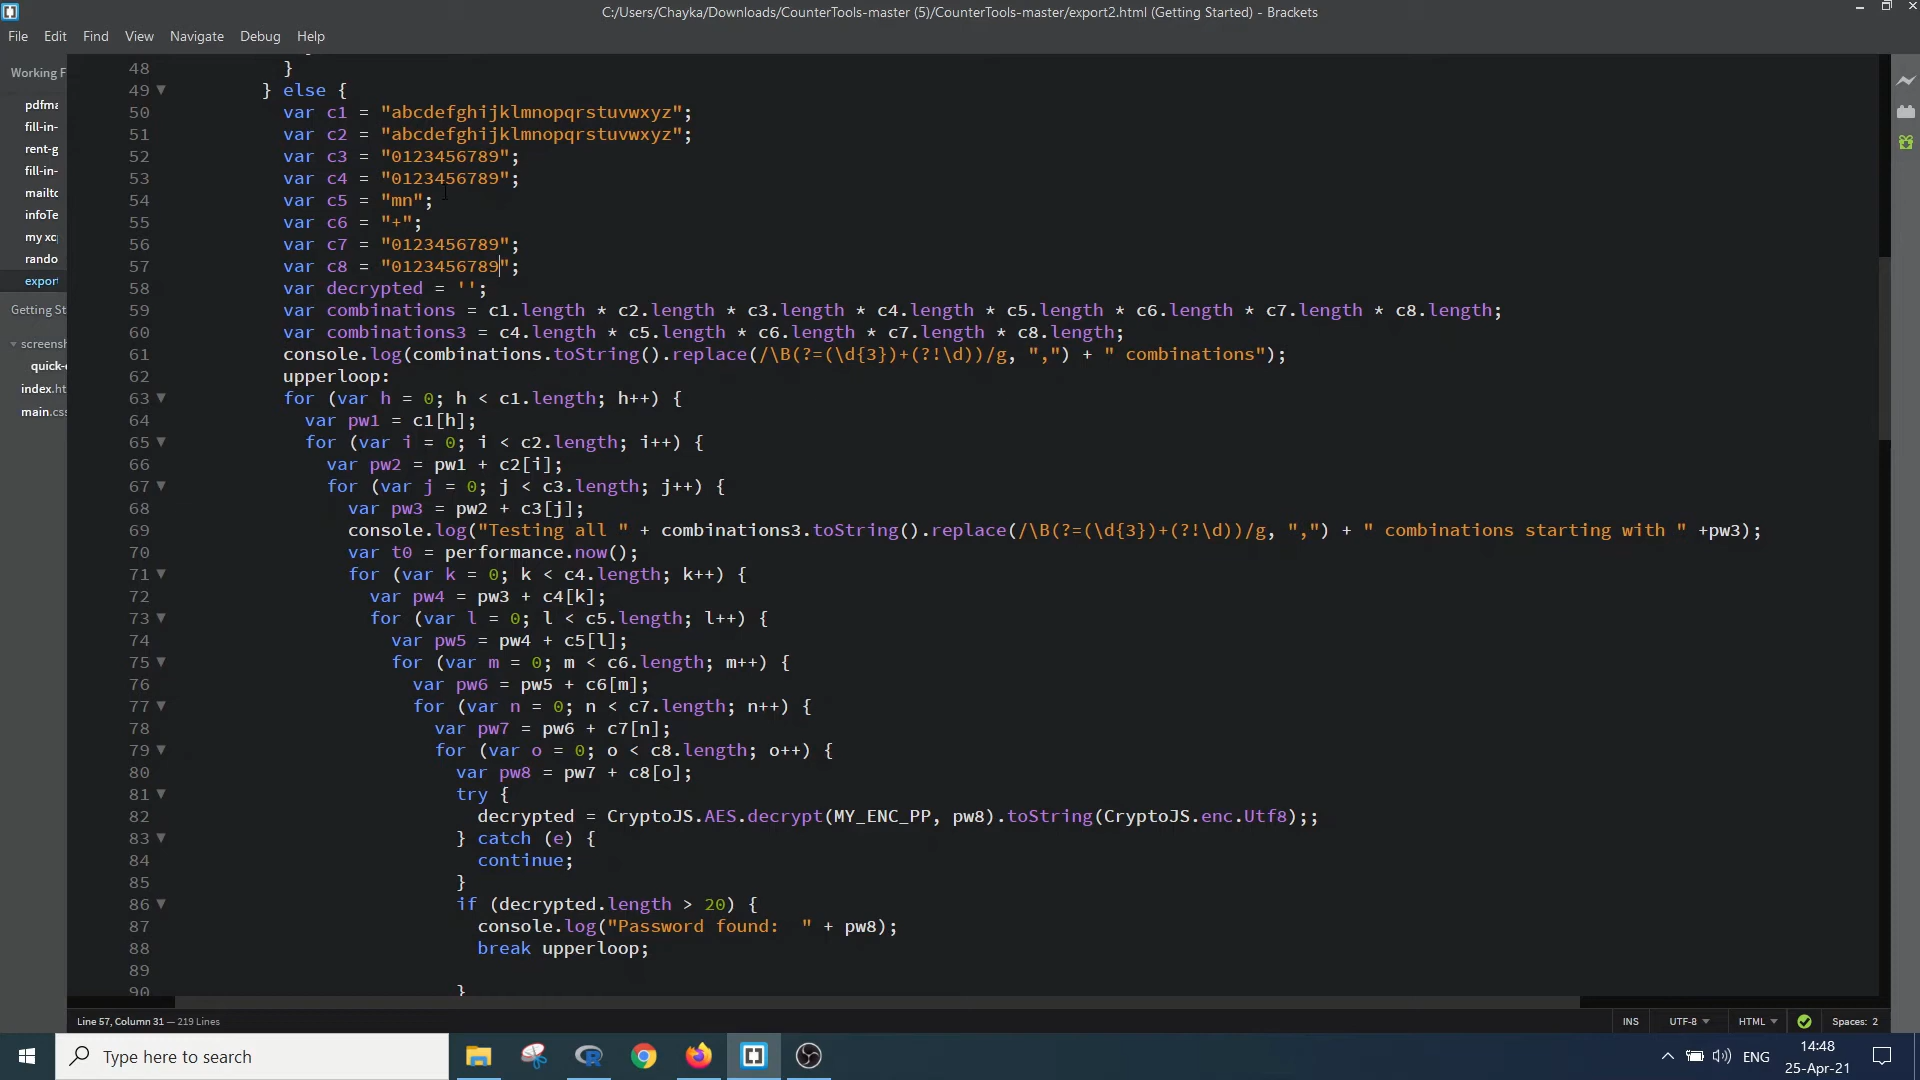 C:/Users/Chayka/Downloads/CounterTools-master (5)/CounterTools-master/export2.html (Getting Started) - Brackets
File Edit Find View Navigate Debug Help
Working F
pdfma
fill-in-
rent-g
fill-in-
mailto
infoTe
my xc
rando
export
Getting St
screensh
quick-
index.ht
main.css
48 }
49 } else {
50 var c1 = "abcdefghijklmnopqrstuvwxyz";
51 var c2 = "abcdefghijklmnopqrstuvwxyz";
52 var c3 = "0123456789";
53 var c4 = "0123456789";
54 var c5 = "mn";
55 var c6 = "+";
56 var c7 = "0123456789";
57 var c8 = "0123456789";
58 var decrypted = '';
59 var combinations = c1.length * c2.length * c3.length * c4.length * c5.length * c6.length * c7.length * c8.length;
60 var combinations3 = c4.length * c5.length * c6.length * c7.length * c8.length;
61 console.log(combinations.toString().replace(/\B(?=(\d{3})+(?!\d))/g, ",") + " combinations");
62 upperloop:
63 for (var h = 0; h < c1.length; h++) {
64 var pw1 = c1[h];
65 for (var i = 0; i < c2.length; i++) {
66 var pw2 = pw1 + c2[i];
67 for (var j = 0; j < c3.length; j++) {
68 var pw3 = pw2 + c3[j];
69 console.log("Testing all " + combinations3.toString().replace(/\B(?=(\d{3})+(?!\d))/g, ",") + " combinations starting with " +pw3);
70 var t0 = performance.now();
71 for (var k = 0; k < c4.length; k++) {
72 var pw4 = pw3 + c4[k];
73 for (var l = 0; l < c5.length; l++) {
74 var pw5 = pw4 + c5[l];
75 for (var m = 0; m < c6.length; m++) {
76 var pw6 = pw5 + c6[m];
77 for (var n = 0; n < c7.length; n++) {
78 var pw7 = pw6 + c7[n];
79 for (var o = 0; o < c8.length; o++) {
80 var pw8 = pw7 + c8[o];
81 try {
82 decrypted = CryptoJS.AES.decrypt(MY_ENC_PP, pw8).toString(CryptoJS.enc.Utf8);;
83 } catch (e) {
84 continue;
85 }
86 if (decrypted.length > 20) {
87 console.log("Password found:  " + pw8);
88 break upperloop;
89
90 }
Line 57, Column 31 — 219 Lines
INS UTF-8 HTML Spaces: 2
Type here to search
ENG
14:48
25-Apr-21